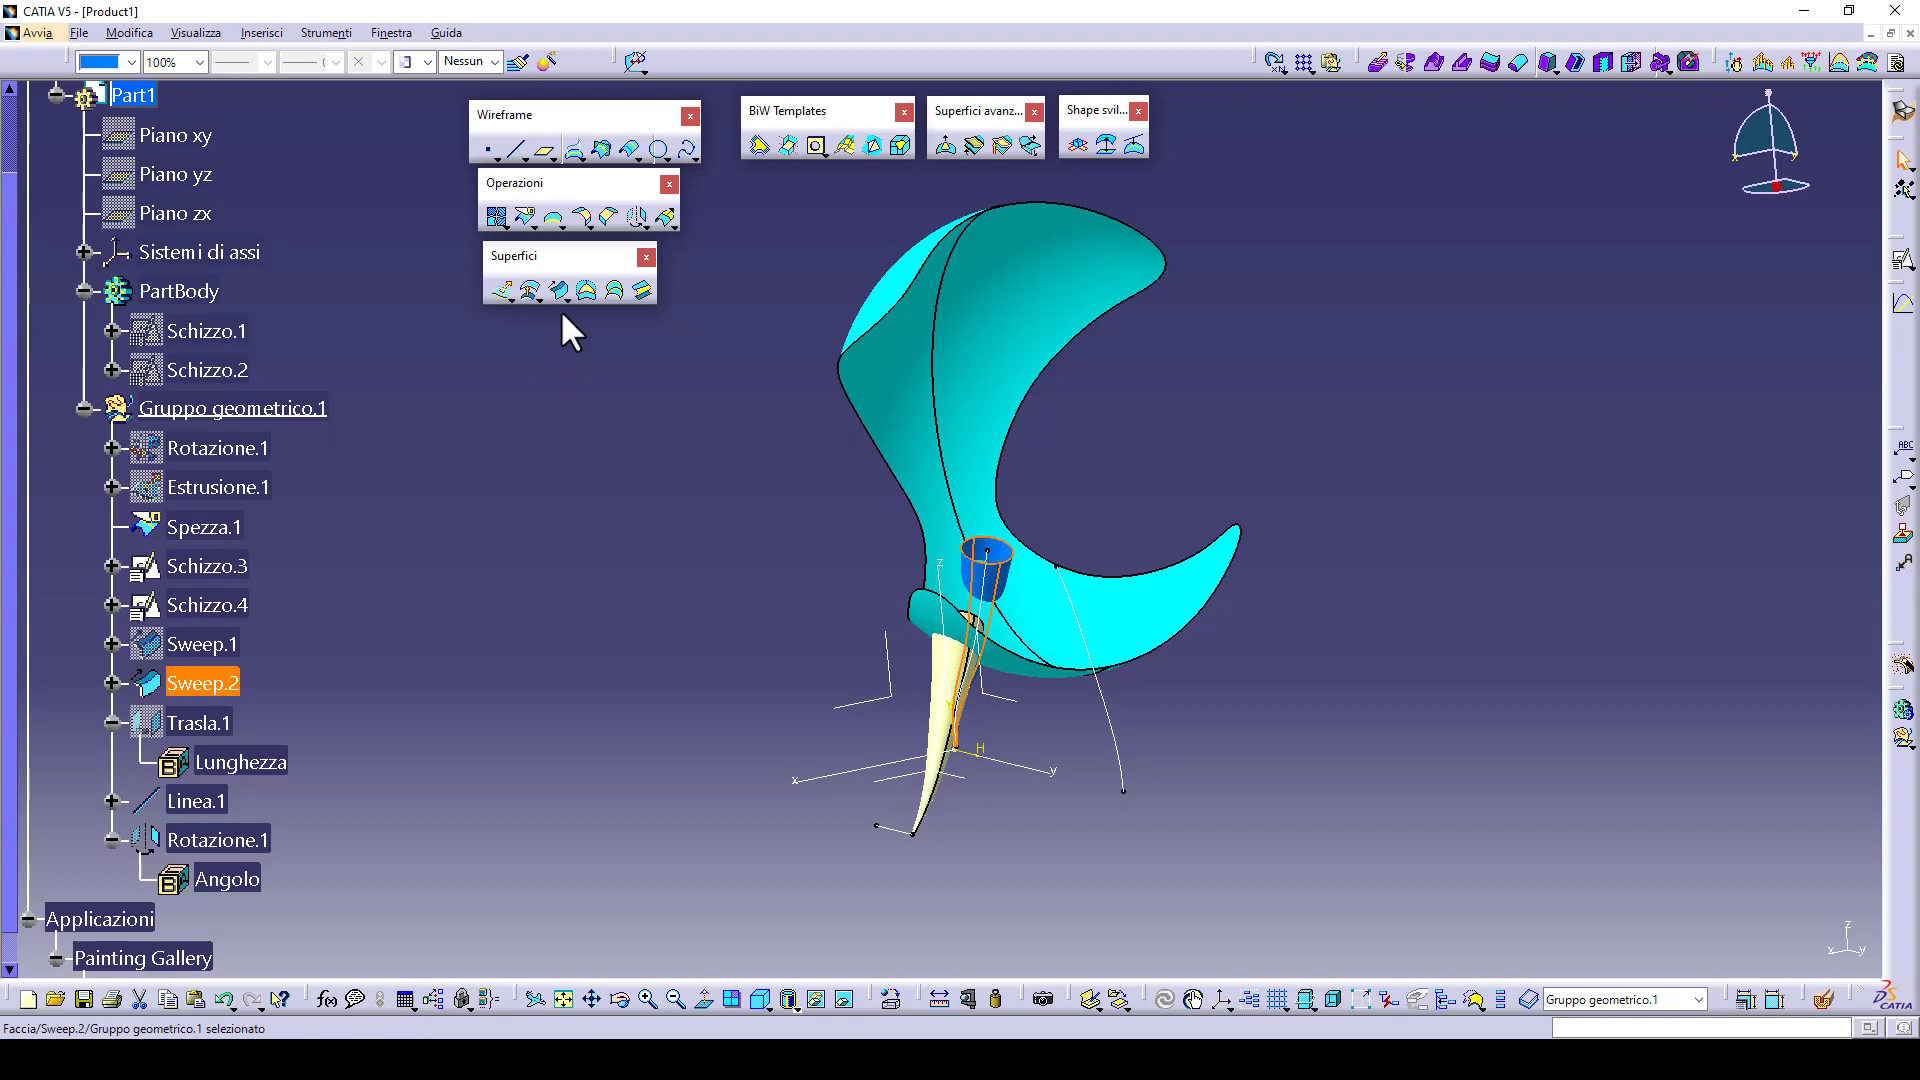 CATIA V5 - [Product1]
Avvia File Modifica Visualizza Inserisci Strumenti Finestra Guida
100% Nessun
Part1
Piano xy
Piano yz
Piano zx
Sistemi di assi
PartBody
Schizzo.1
Schizzo.2
Gruppo geometrico.1
Rotazione.1
Estrusione.1
Spezza.1
Schizzo.3
Schizzo.4
Sweep.1
Sweep.2
Trasla.1
Lunghezza
Linea.1
Rotazione.1
Angolo
Applicazioni
Painting Gallery
Wireframe
Operazioni
Superfici
BiW Templates
Superfici avanz...
Shape svil...
x
y
z
H
x
y
z
ABC
f(x)
Gruppo geometrico.1
CATIA
Faccia/Sweep.2/Gruppo geometrico.1 selezionato